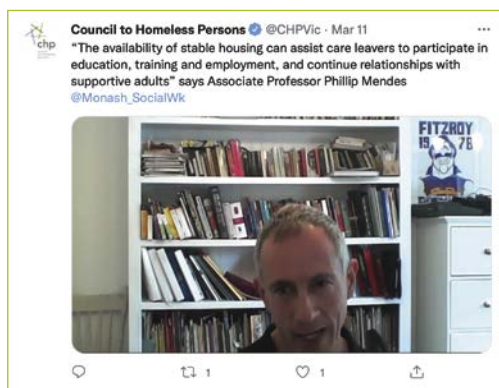 chp
Council to Homeless Persons @CHPVic · Mar 11
“The availability of stable housing can assist care leavers to participate in
education, training and employment, and continue relationships with
supportive adults” says Associate Professor Phillip Mendes
@Monash_SocialWk
FITZROY
19 78
1
1